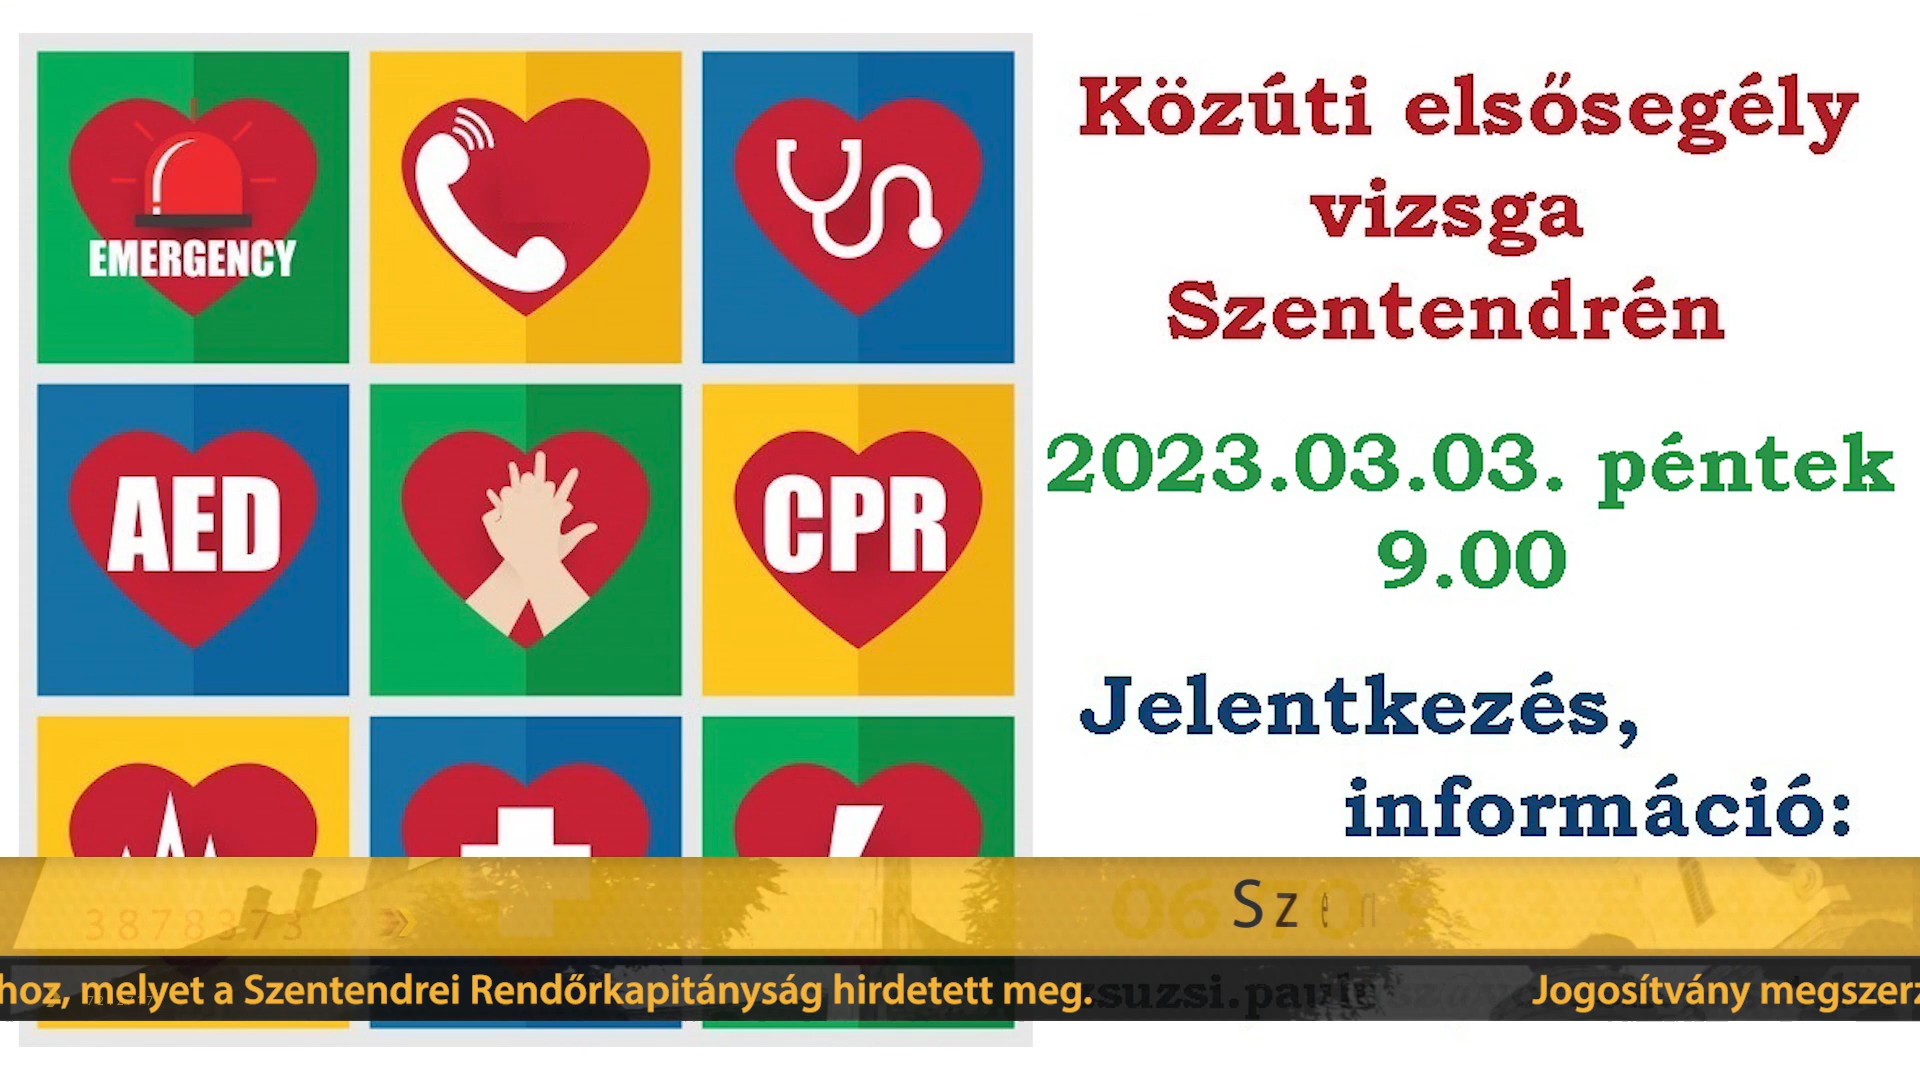 EMERGENCY
AED
CPR
Közúti elsősegély
vizsga
Szentendrén
2023.03.03. péntek
9.00
Jelentkezés,
információ:
3878373
hoz, melyet a Szentendrei Rendőrkapitányság hirdetett meg.
Jogosítvány megszerz